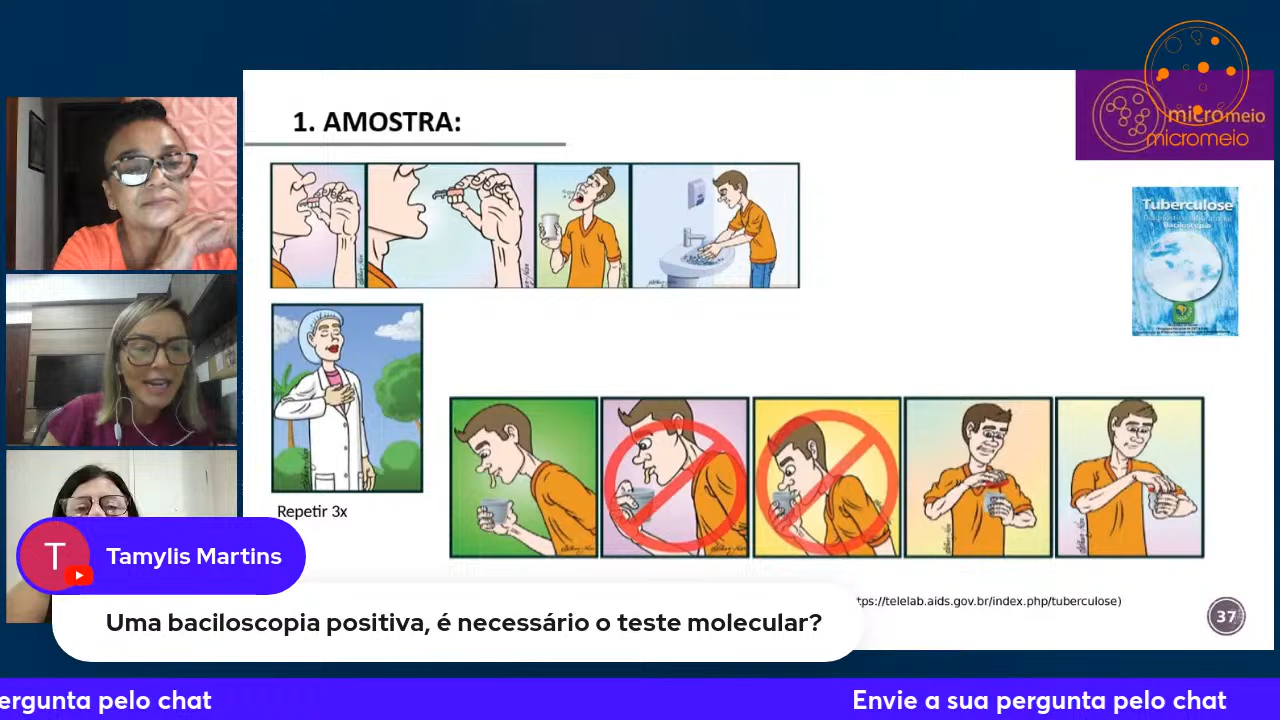 1. AMOSTRA:
micromeio
micromeio
Tuberculose
Repetir 3x
Tamylis Martins
T
Uma baciloscopia positiva, é necessário o teste molecular?
tps://telelab.aids.gov.br/index.php/tuberculose)
37
ergunta pelo chat
Envie a sua pergunta pelo chat